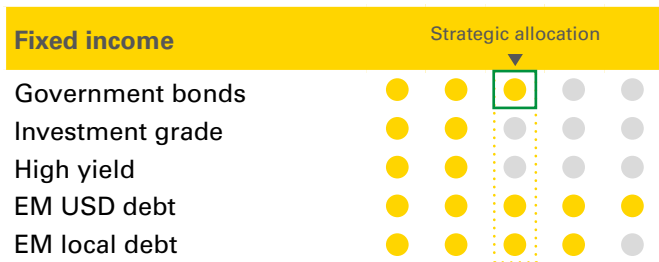 Fixed income
Strategic allocation
Government bonds
Investment grade
High yield
EM USD debt
EM local debt